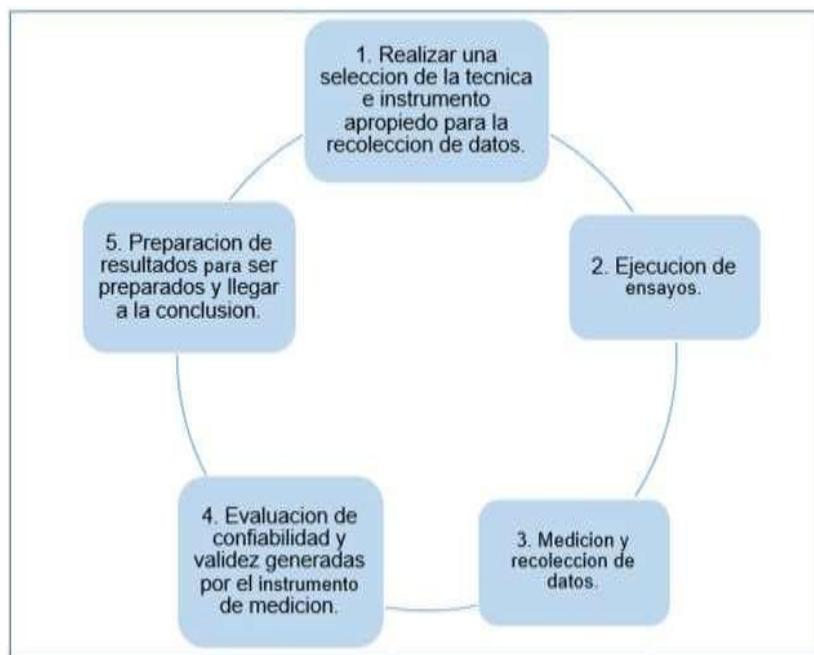 1. Realizar una
seleccion de la tecnica
e instrumento
apropiedo para la
recoleccion de datos.
2. Ejecucion de
ensayos.
3. Medicion y
recoleccion de
datos.
4. Evaluacion de
confiabilidad y
validez generadas
por el instrumento
de medicion.
5. Preparacion de
resultados para ser
preparados y llegar
a la conclusion.